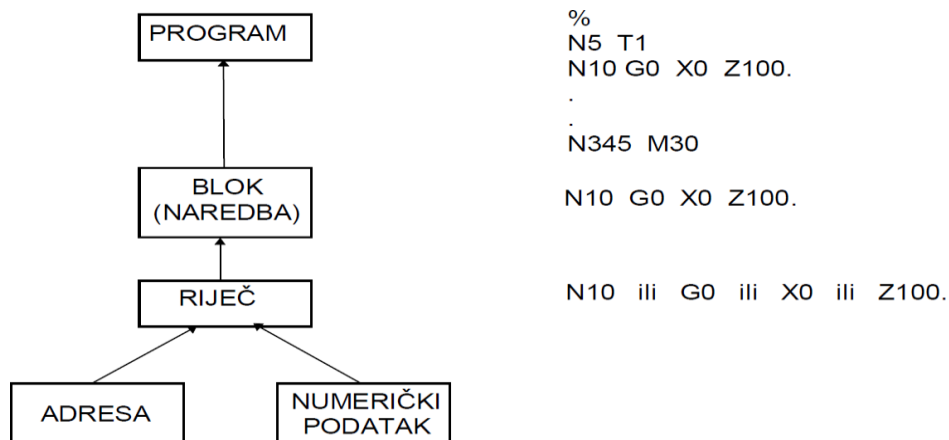 PROGRAM
%
N5 T1
N10 G0 X0 Z100.
.
.
N345 M30
BLOK
(NAREDBA)
N10 G0 X0 Z100.
RIJEČ
N10 ili G0 ili X0 ili Z100.
ADRESA
NUMERIČKI
PODATAK